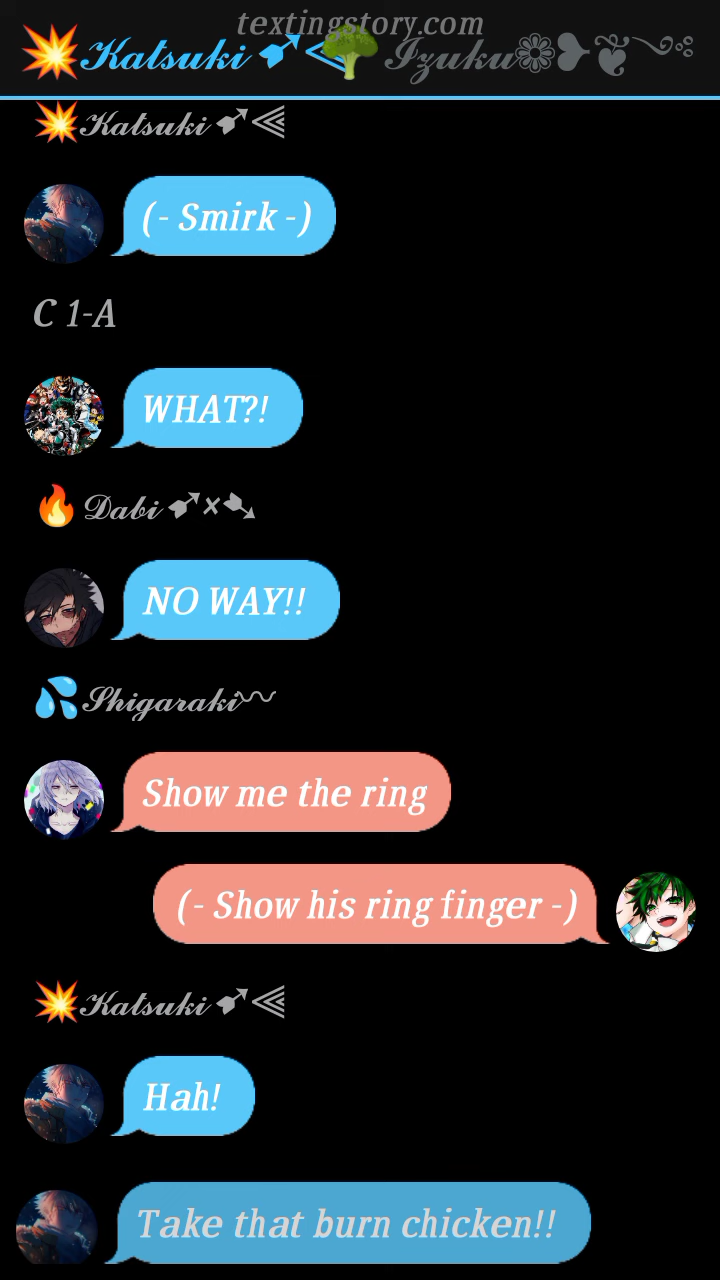 textingstory.com
💥𝒦𝒶𝓉𝓈𝓊𝓀𝒾➶⫷🥦 ℐ𝓏𝓊𝓀𝓊❁❥❦࿐
💥𝒦𝒶𝓉𝓈𝓊𝓀𝒾➶⫷
(- Smirk -)
C 1-A
WHAT?!
🔥 𝒟𝒶𝒷𝒾 ➶×➴
NO WAY!!
💦𝒮𝒽𝒾𝑔𝒶𝓇𝒶𝓀𝒾〰
Show me the ring
(- Show his ring finger -)
💥𝒦𝒶𝓉𝓈𝓊𝓀𝒾➶⫷
Hah!
Take that burn chicken!!